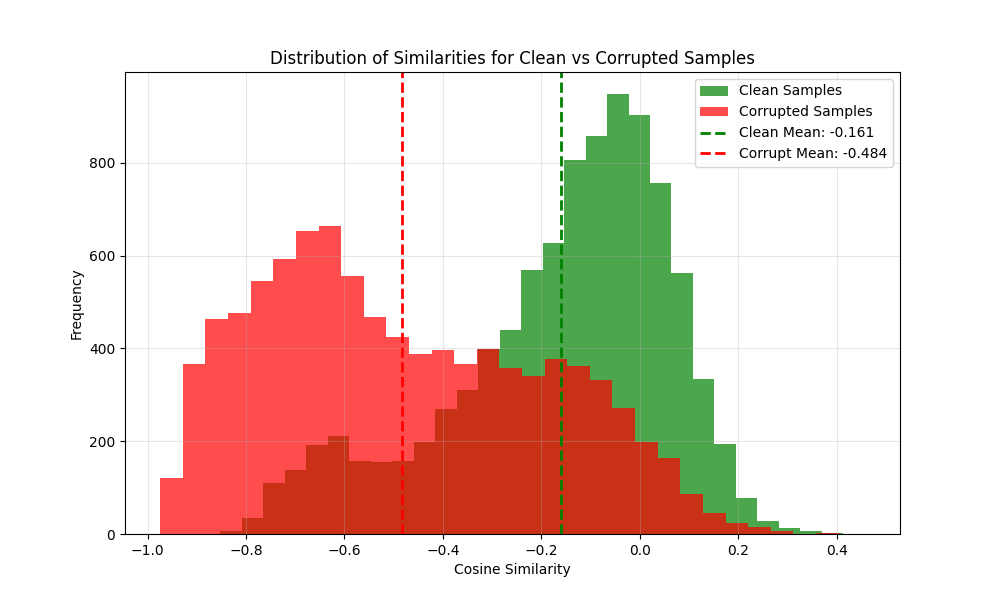 Distribution of Similarities for Clean vs Corrupted Samples
Clean Samples
Corrupted Samples
Clean Mean: -0.161
Corrupt Mean: -0.484
Frequency
800
600
400
200
0
−1.0 −0.8 −0.6 −0.4 −0.2 0.0 0.2 0.4
Cosine Similarity